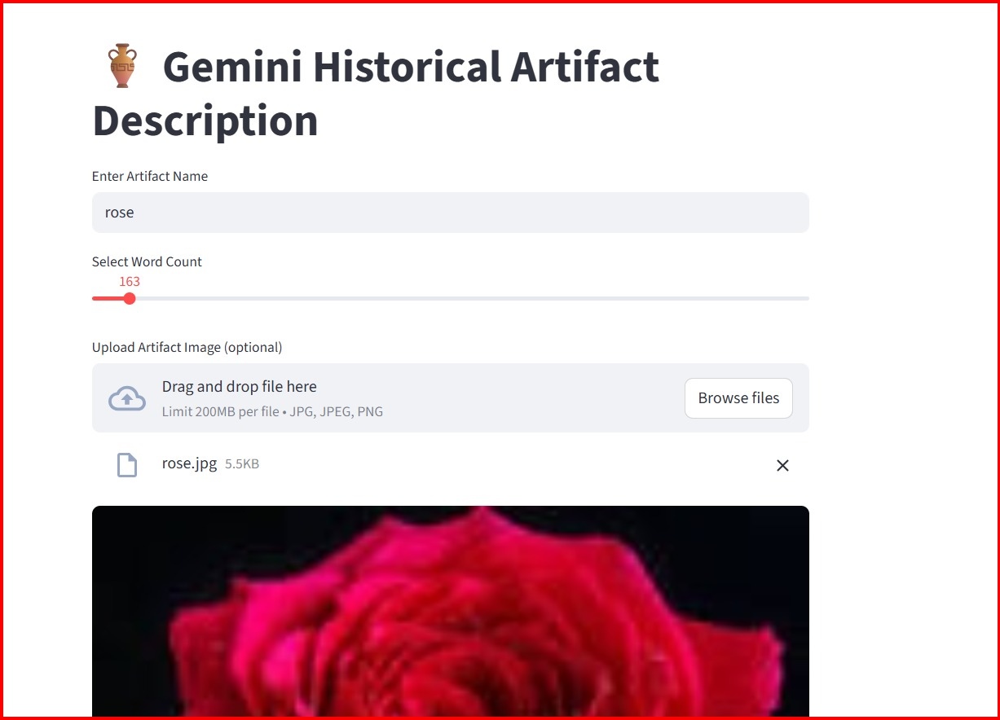 Gemini Historical Artifact
Description
Enter Artifact Name
rose
Select Word Count
163
Upload Artifact Image (optional)
Drag and drop file here
Limit 200MB per file • JPG, JPEG, PNG
Browse files
rose.jpg 5.5KB